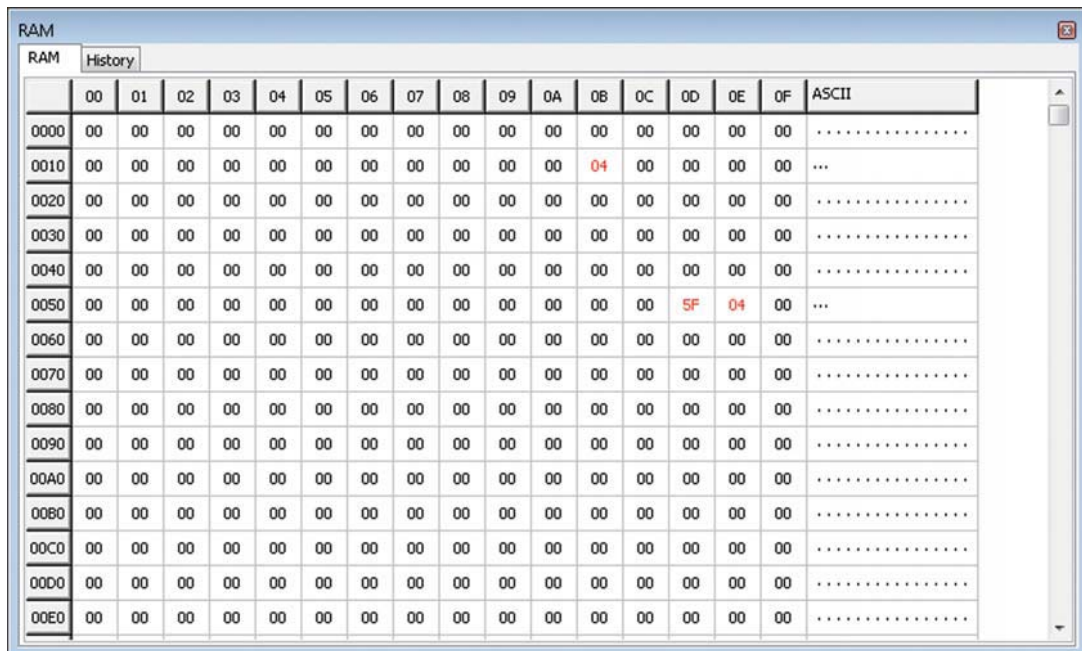 RAM
RAM History
00 01 02 03 04 05 06 07 08 09 0A 0B 0C 0D 0E 0F ASCII
0000 00 00 00 00 00 00 00 00 00 00 00 00 00 00 00 00 ................
0010 00 00 00 00 00 00 00 00 00 00 00 04 00 00 00 00 ...
0020 00 00 00 00 00 00 00 00 00 00 00 00 00 00 00 00 ................
0030 00 00 00 00 00 00 00 00 00 00 00 00 00 00 00 00 ................
0040 00 00 00 00 00 00 00 00 00 00 00 00 00 00 00 00 ................
0050 00 00 00 00 00 00 00 00 00 00 00 00 00 5F 04 00 ...
0060 00 00 00 00 00 00 00 00 00 00 00 00 00 00 00 00 ................
0070 00 00 00 00 00 00 00 00 00 00 00 00 00 00 00 00 ................
0080 00 00 00 00 00 00 00 00 00 00 00 00 00 00 00 00 ................
0090 00 00 00 00 00 00 00 00 00 00 00 00 00 00 00 00 ................
00A0 00 00 00 00 00 00 00 00 00 00 00 00 00 00 00 00 ................
00B0 00 00 00 00 00 00 00 00 00 00 00 00 00 00 00 00 ................
00C0 00 00 00 00 00 00 00 00 00 00 00 00 00 00 00 00 ................
00D0 00 00 00 00 00 00 00 00 00 00 00 00 00 00 00 00 ................
00E0 00 00 00 00 00 00 00 00 00 00 00 00 00 00 00 00 ................